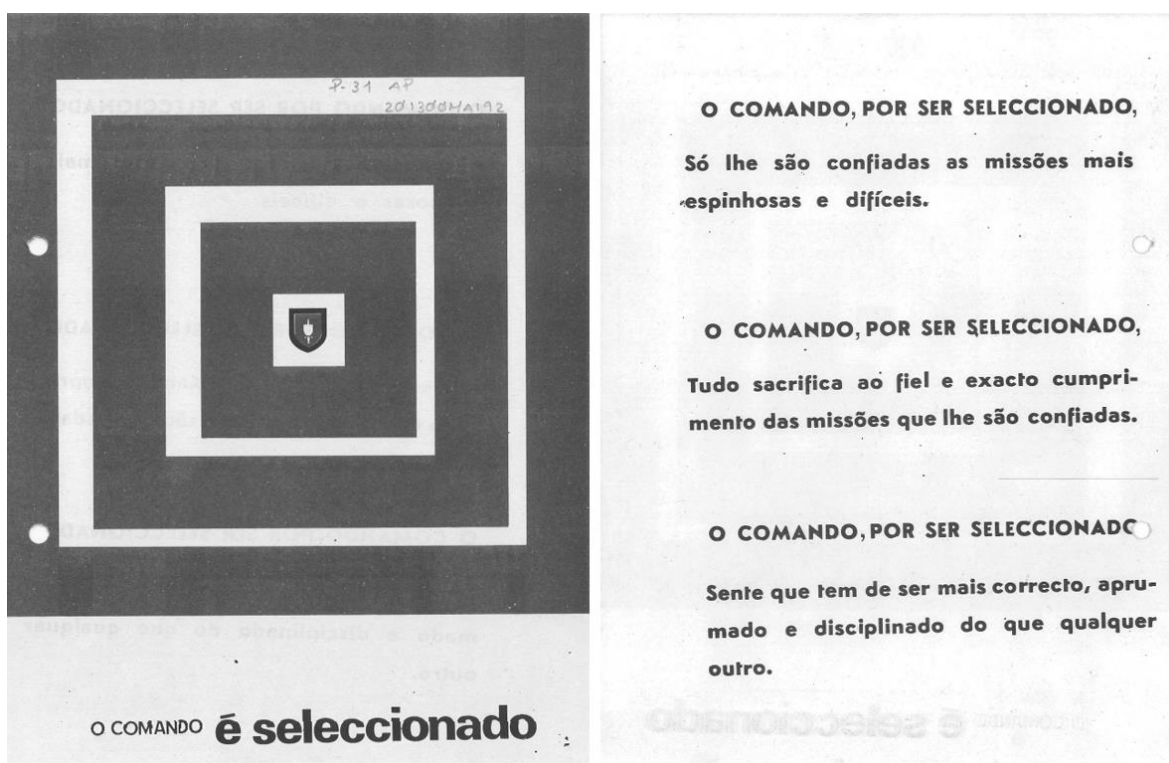 P-31 AP
201300MAI92
O COMANDO é seleccionado
O COMANDO, POR SER SELECCIONADO,
Só lhe são confiadas as missões mais
espinhosas e difíceis.
O COMANDO, POR SER SELECCIONADO,
Tudo sacrifica ao fiel e exacto cumpri-
mento das missões que lhe são confiadas.
O COMANDO, POR SER SELECCIONADO
Sente que tem de ser mais correcto, apru-
mado e disciplinado do que qualquer
outro.